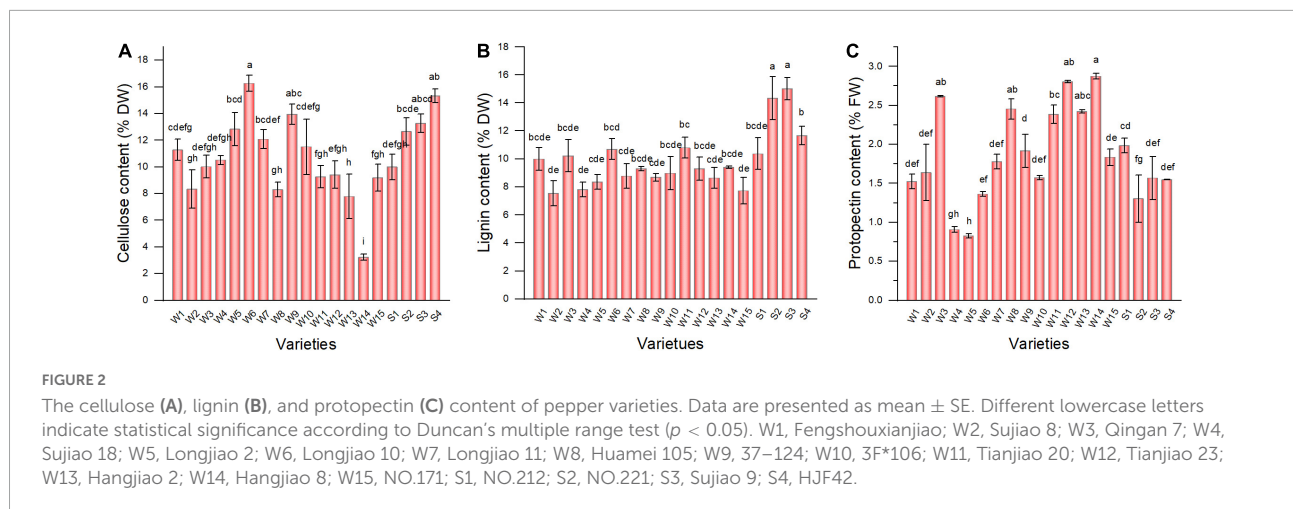 A
Cellulose content (% DW)
18
16
14
12
10
8
6
4
2
0
cdefg gh defgh defgh bcd a bcdef gh abc cdefg fgh efgh h i fgh defg bcde abcd ab
W1 W2 W3 W4 W5 W6 W7 W8 W9 W10 W11 W12 W13 W14 W15 S1 S2 S3 S4
Varieties
B
Lignin content (% DW)
18
16
14
12
10
8
6
4
2
0
bcde de bcde de cde bcd bcde bcde cde bcde bc bcde cde bcde de bcde a a b
W1 W2 W3 W4 W5 W6 W7 W8 W9 W10 W11 W12 W13 W14 W15 S1 S2 S3 S4
Varietues
C
Protopectin content (% FW)
3.0
2.5
2.0
1.5
1.0
0.5
0.0
def def ab gh h ef de ab d def bc ab abc a de cd fg def def
W1 W2 W3 W4 W5 W6 W7 W8 W9 W10 W11 W12 W13 W14 W15 S1 S2 S3 S4
Varieties
FIGURE 2
The cellulose (A), lignin (B), and protopectin (C) content of pepper varieties. Data are presented as mean ± SE. Different lowercase letters
indicate statistical significance according to Duncan's multiple range test (p < 0.05). W1, Fengshouxianjiao; W2, Sujiao 8; W3, Qingan 7; W4,
Sujiao 18; W5, Longjiao 2; W6, Longjiao 10; W7, Longjiao 11; W8, Huamei 105; W9, 37–124; W10, 3F*106; W11, Tianjiao 20; W12, Tianjiao 23;
W13, Hangjiao 2; W14, Hangjiao 8; W15, NO.171; S1, NO.212; S2, NO.221; S3, Sujiao 9; S4, HJF42.